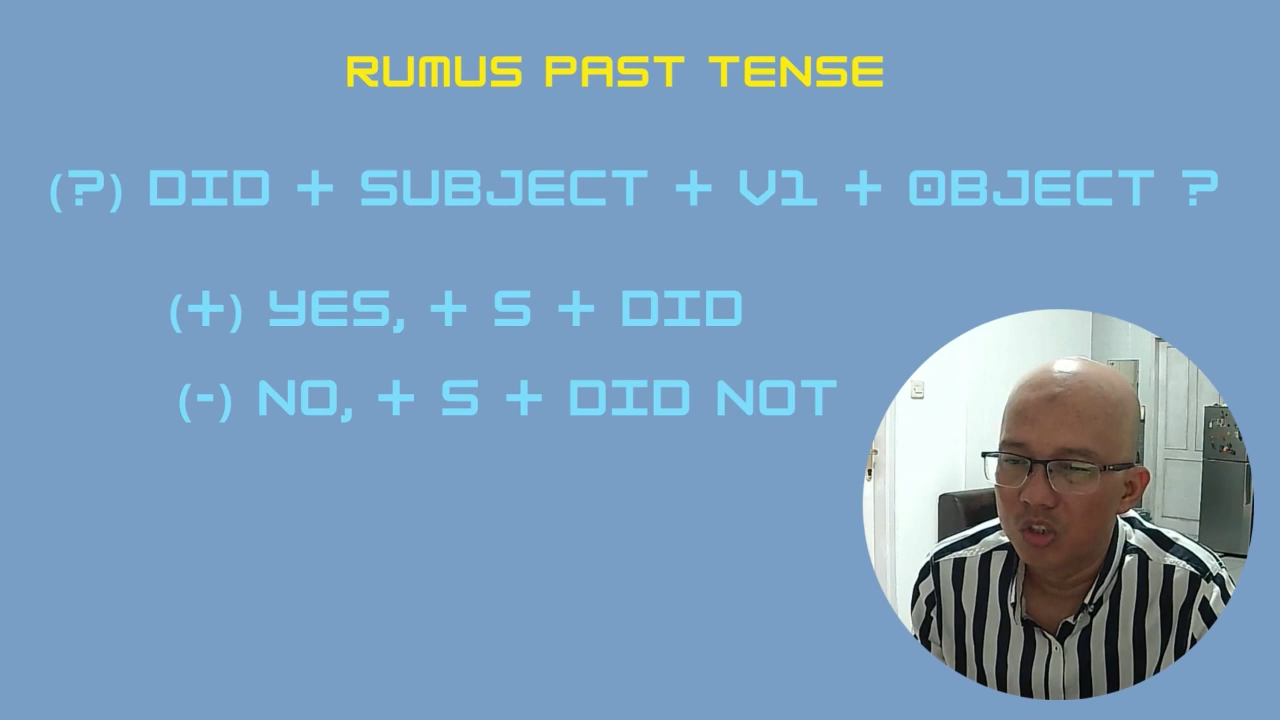 RUMUS PAST TENSE
(?) DID + SUBJECT + V1 + OBJECT ?
(+) YES, + S + DID
(-) NO, + S + DID NOT